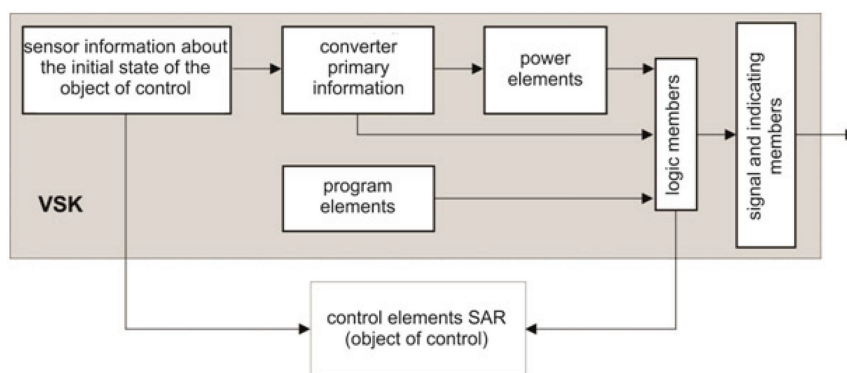 sensor information about
the initial state of the
object of control
converter
primary
information
power
elements
logic members
signal and indicating
members
program
elements
VSK
control elements SAR
(object of control)